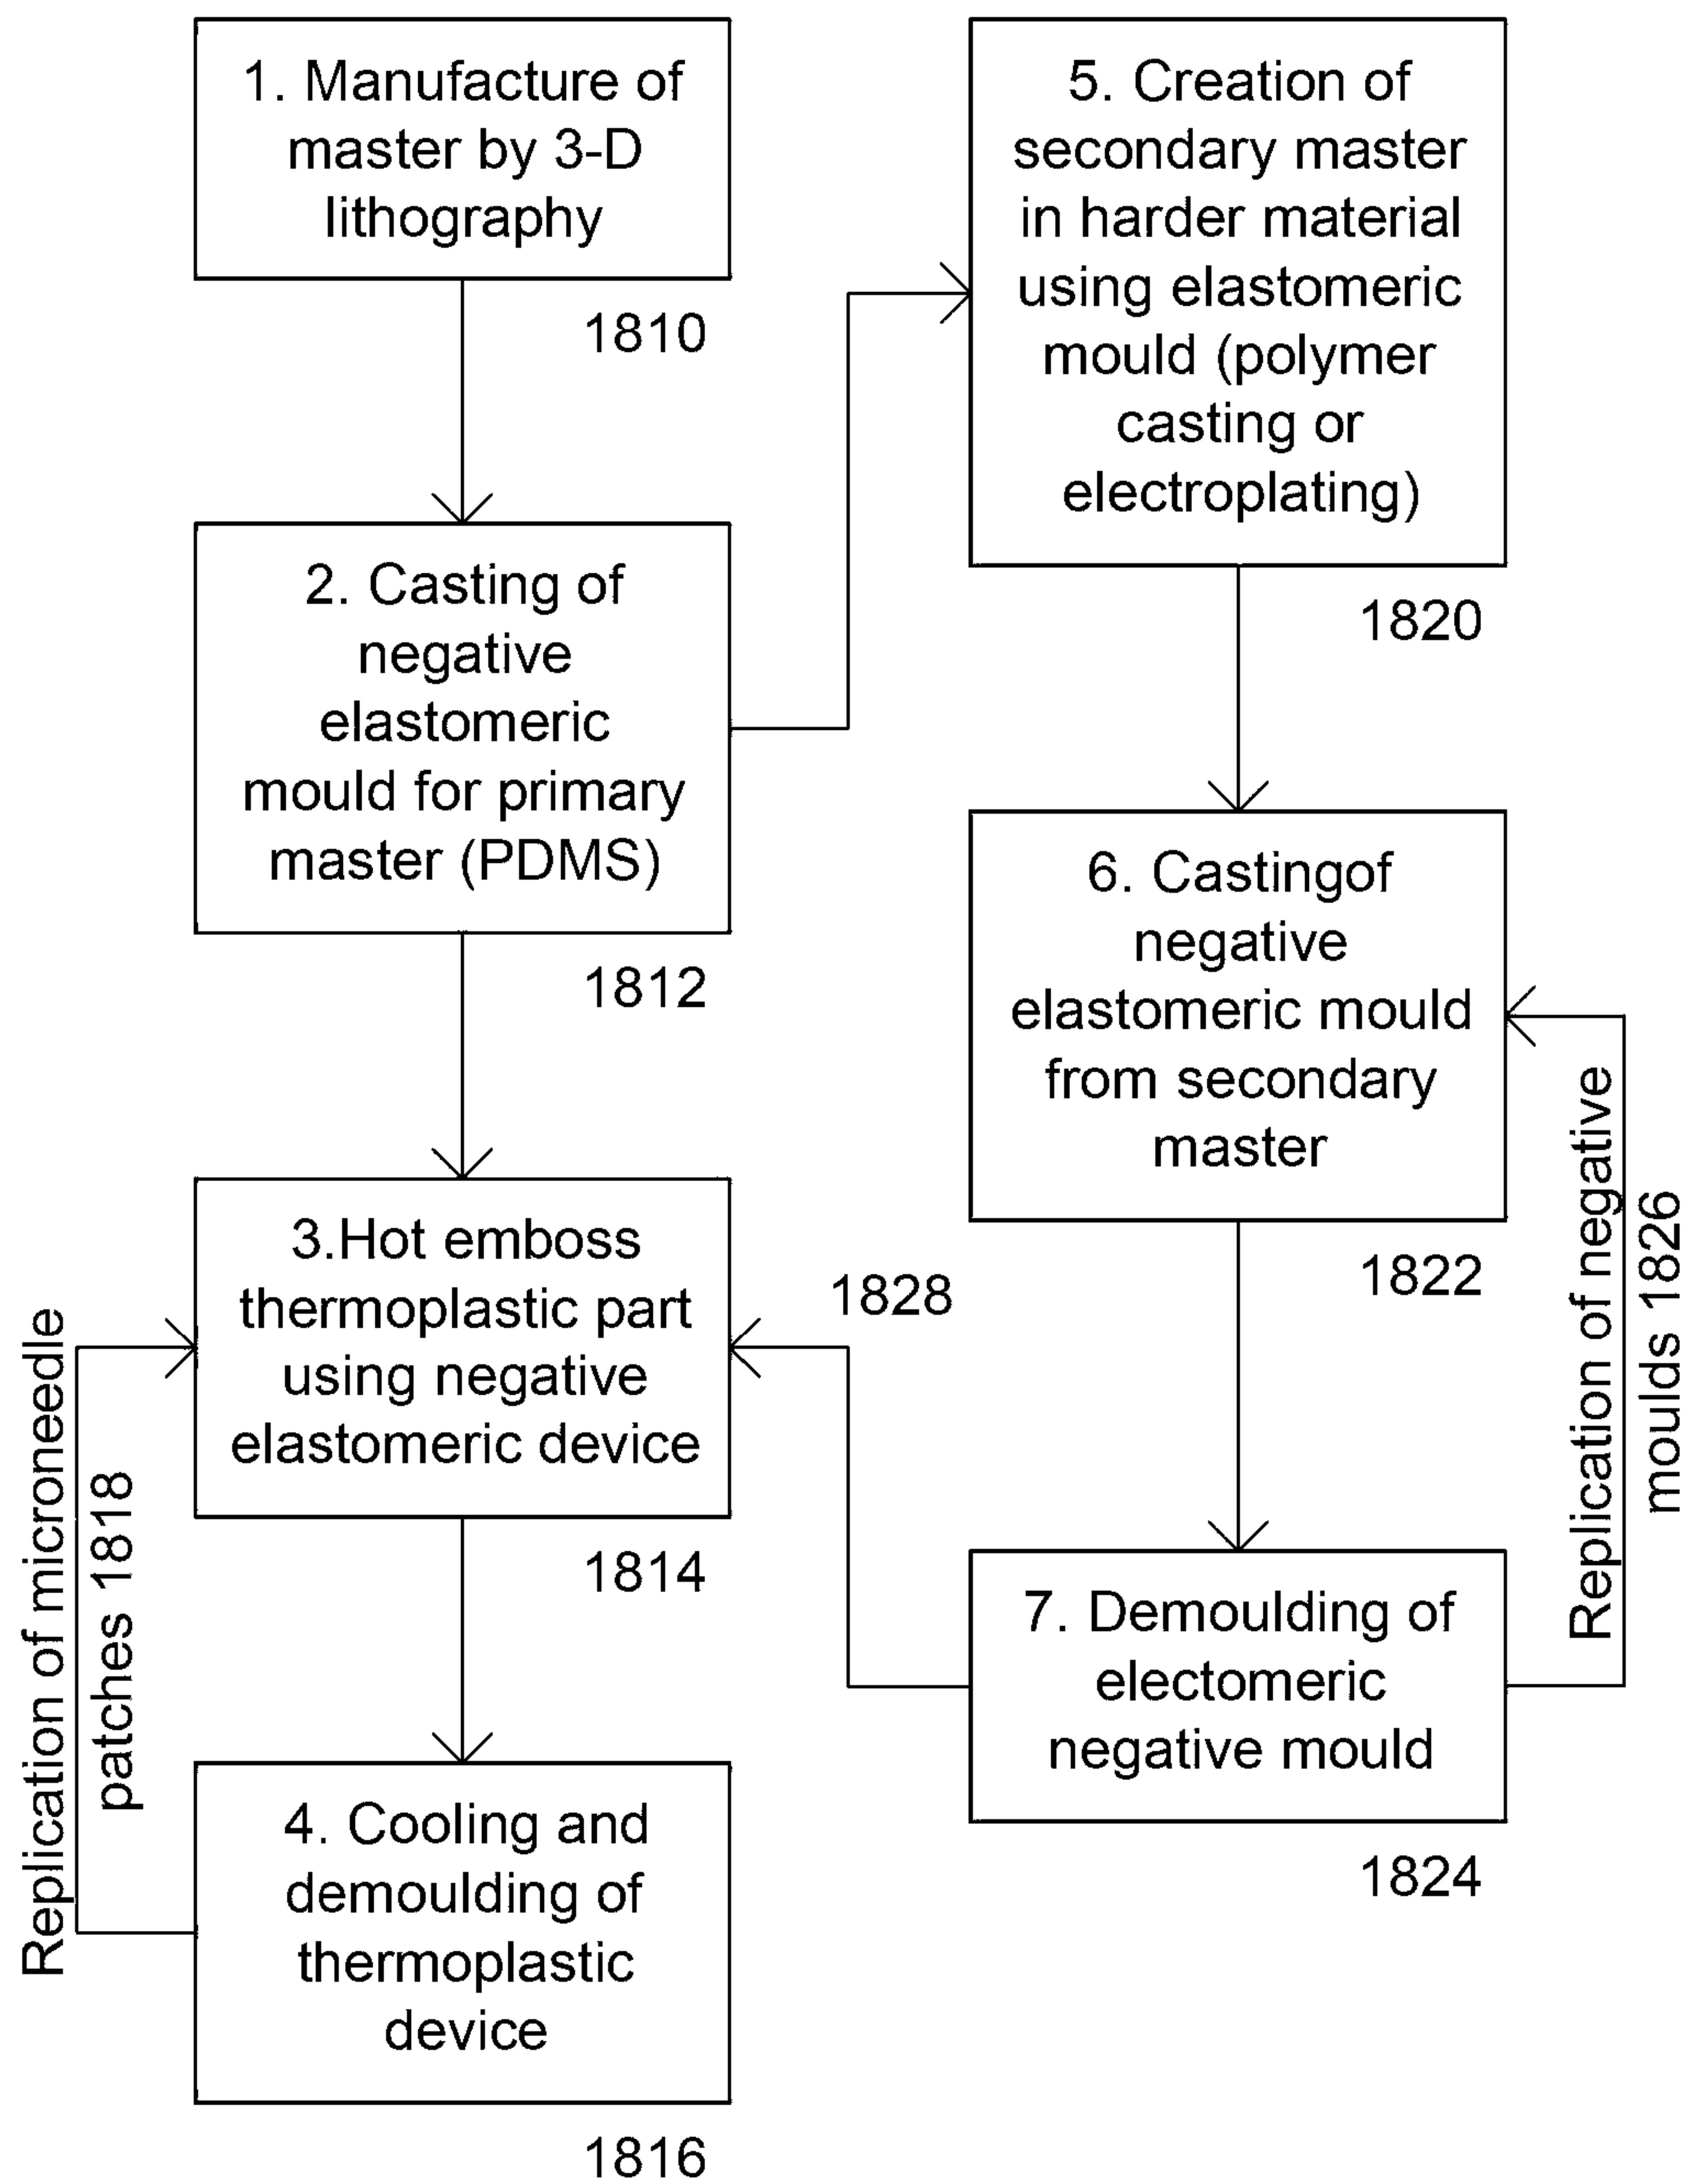 1. Manufacture of
master by 3-D
lithography
1810
2. Casting of
negative
elastomeric
mould for primary
master (PDMS)
1812
3.Hot emboss
thermoplastic part
using negative
elastomeric device
1814
4. Cooling and
demoulding of
thermoplastic
device
1816
Replication of microneedle
patches 1818
5. Creation of
secondary master
in harder material
using elastomeric
mould (polymer
casting or
electroplating)
1820
6. Castingof
negative
elastomeric mould
from secondary
master
1822
7. Demoulding of
electomeric
negative mould
1824
Replication of negative
moulds 1826
1828